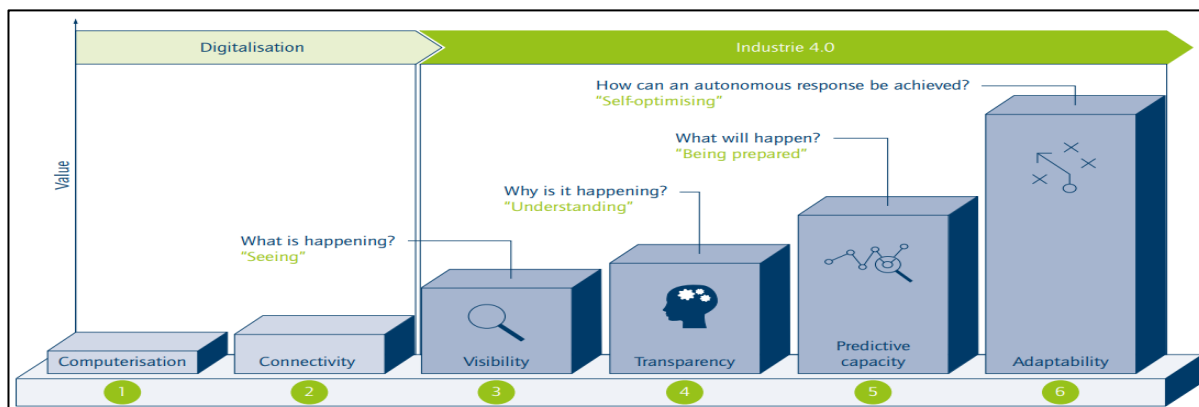 Digitalisation
Industrie 4.0
How can an autonomous response be achieved?
"Self-optimising"
What will happen?
"Being prepared"
Why is it happening?
"Understanding"
What is happening?
"Seeing"
Value
Computerisation
Connectivity
Visibility
Transparency
Predictive
capacity
Adaptability
1
2
3
4
5
6